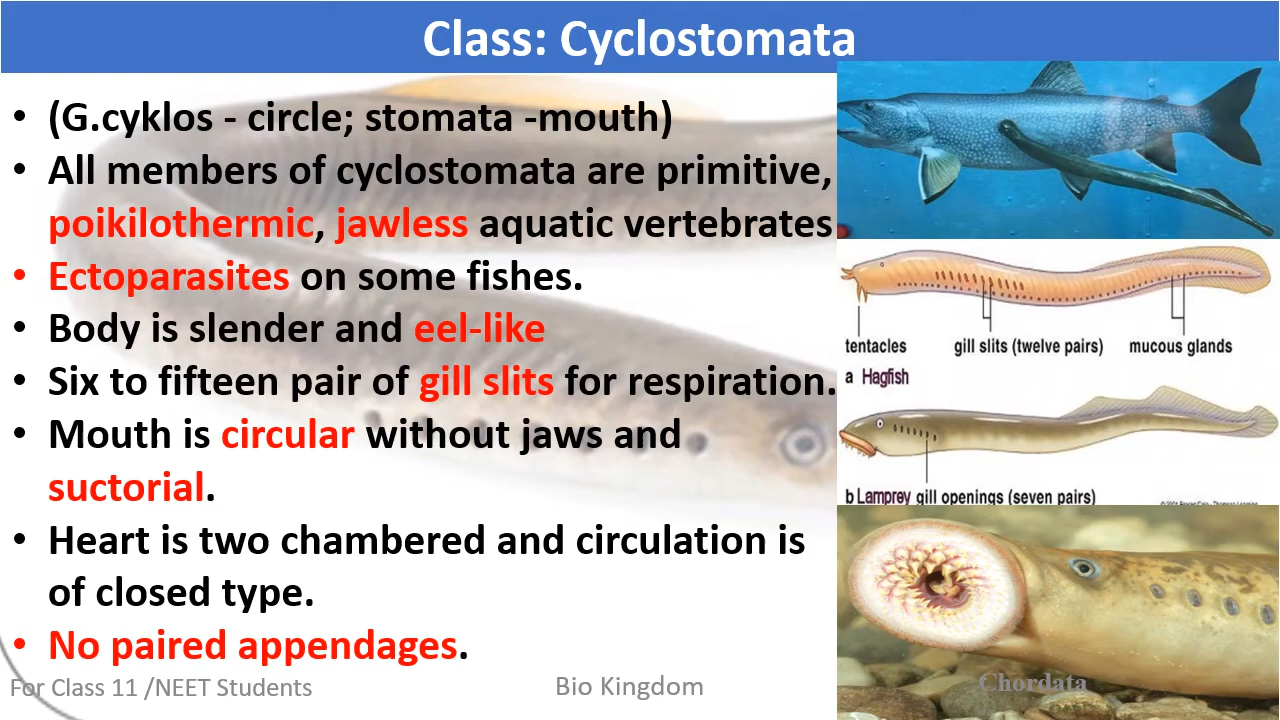 Class: Cyclostomata
• (G.cyklos - circle; stomata -mouth)
• All members of cyclostomata are primitive,
poikilothermic, jawless aquatic vertebrates
• Ectoparasites on some fishes.
• Body is slender and eel-like
• Six to fifteen pair of gill slits for respiration.
• Mouth is circular without jaws and
suctorial.
• Heart is two chambered and circulation is
of closed type.
• No paired appendages.
tentacles gill slits (twelve pairs) mucous glands
a Hagfish
b Lamprey gill openings (seven pairs)
Chordata
For Class 11 /NEET Students
Bio Kingdom